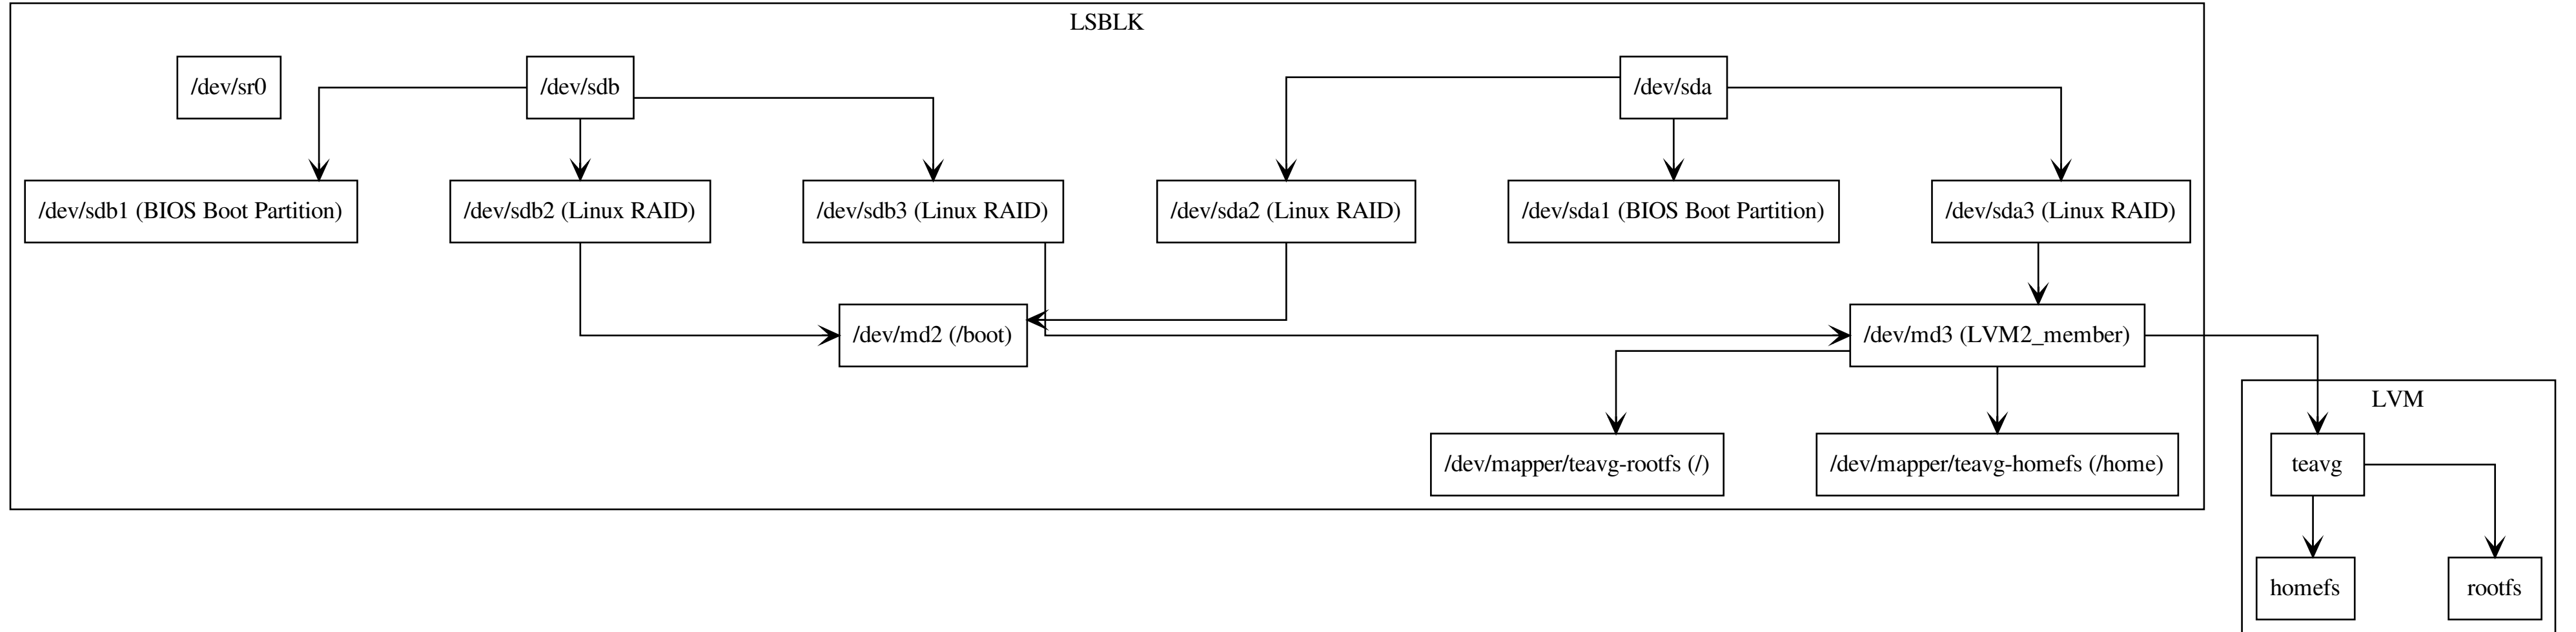 LSBLK
/dev/sr0
/dev/sdb
/dev/sda
/dev/sdb1 (BIOS Boot Partition)
/dev/sdb2 (Linux RAID)
/dev/sdb3 (Linux RAID)
/dev/sda2 (Linux RAID)
/dev/sda1 (BIOS Boot Partition)
/dev/sda3 (Linux RAID)
/dev/md2 (/boot)
/dev/md3 (LVM2_member)
LVM
/dev/mapper/teavg-rootfs (/)
/dev/mapper/teavg-homefs (/home)
teavg
homefs
rootfs